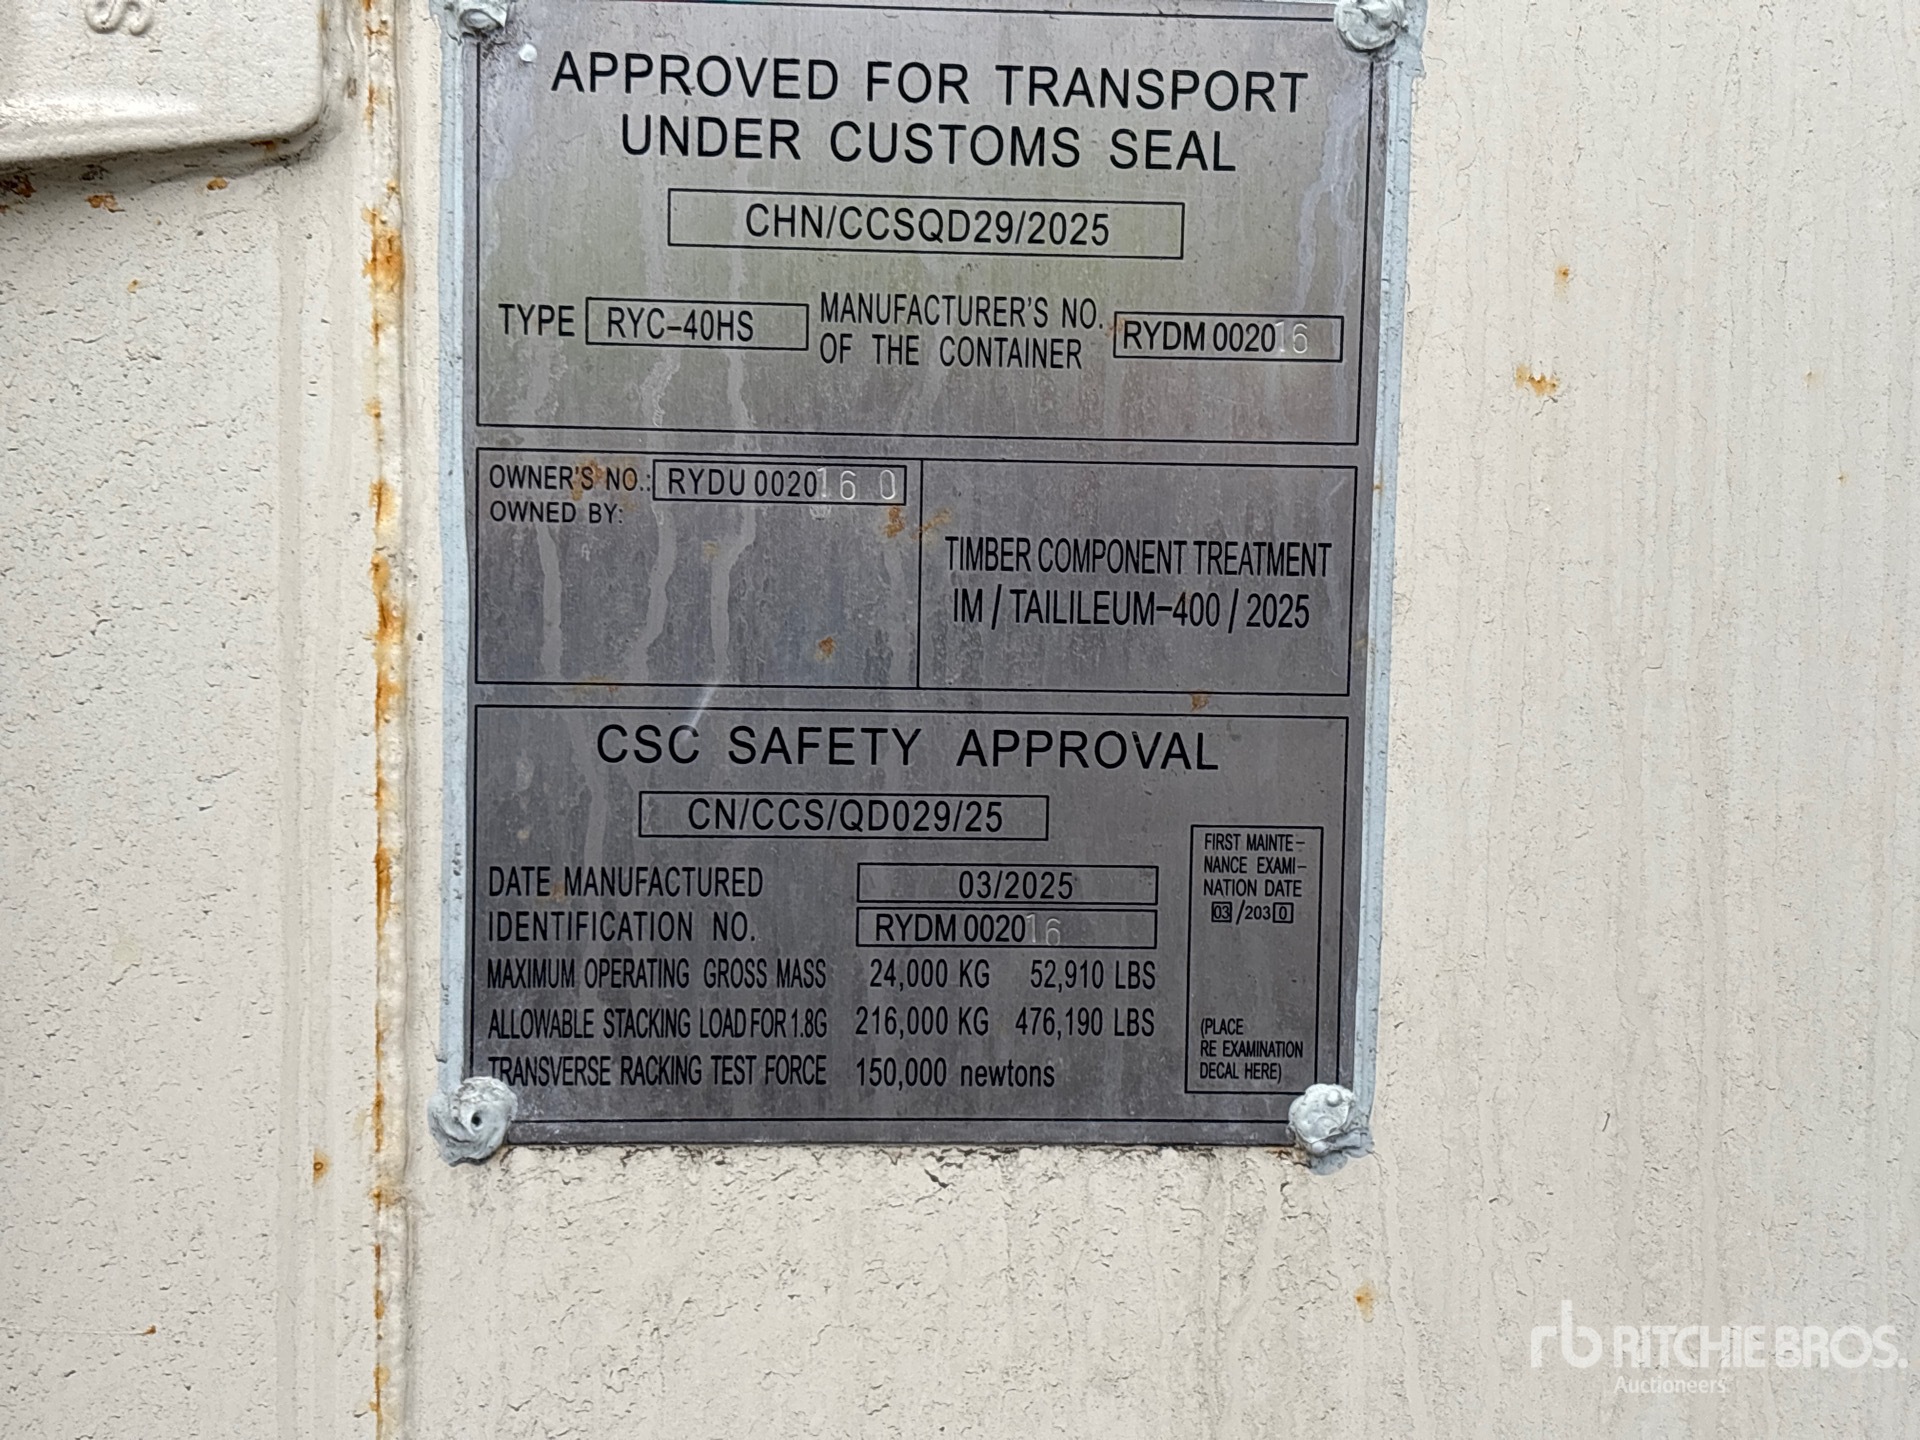 S
APPROVED FOR TRANSPORT
UNDER CUSTOMS SEAL
CHN/CCSQD29/2025
TYPE RYC-40HS MANUFACTURER'S NO. OF THE CONTAINER RYDM 002016
OWNER'S NO.: RYDU 002016 0
OWNED BY:
TIMBER COMPONENT TREATMENT
IM / TAILILEUM-400 / 2025
CSC SAFETY APPROVAL
CN/CCS/QD029/25
DATE MANUFACTURED 03/2025
IDENTIFICATION NO. RYDM 002016
MAXIMUM OPERATING GROSS MASS 24,000 KG 52,910 LBS
ALLOWABLE STACKING LOAD FOR 1.8G 216,000 KG 476,190 LBS
TRANSVERSE RACKING TEST FORCE 150,000 newtons
FIRST MAINTE-
NANCE EXAMI-
NATION DATE
03 /2030
(PLACE
RE EXAMINATION
DECAL HERE)
rb RITCHIE BROS.
Auctioneers